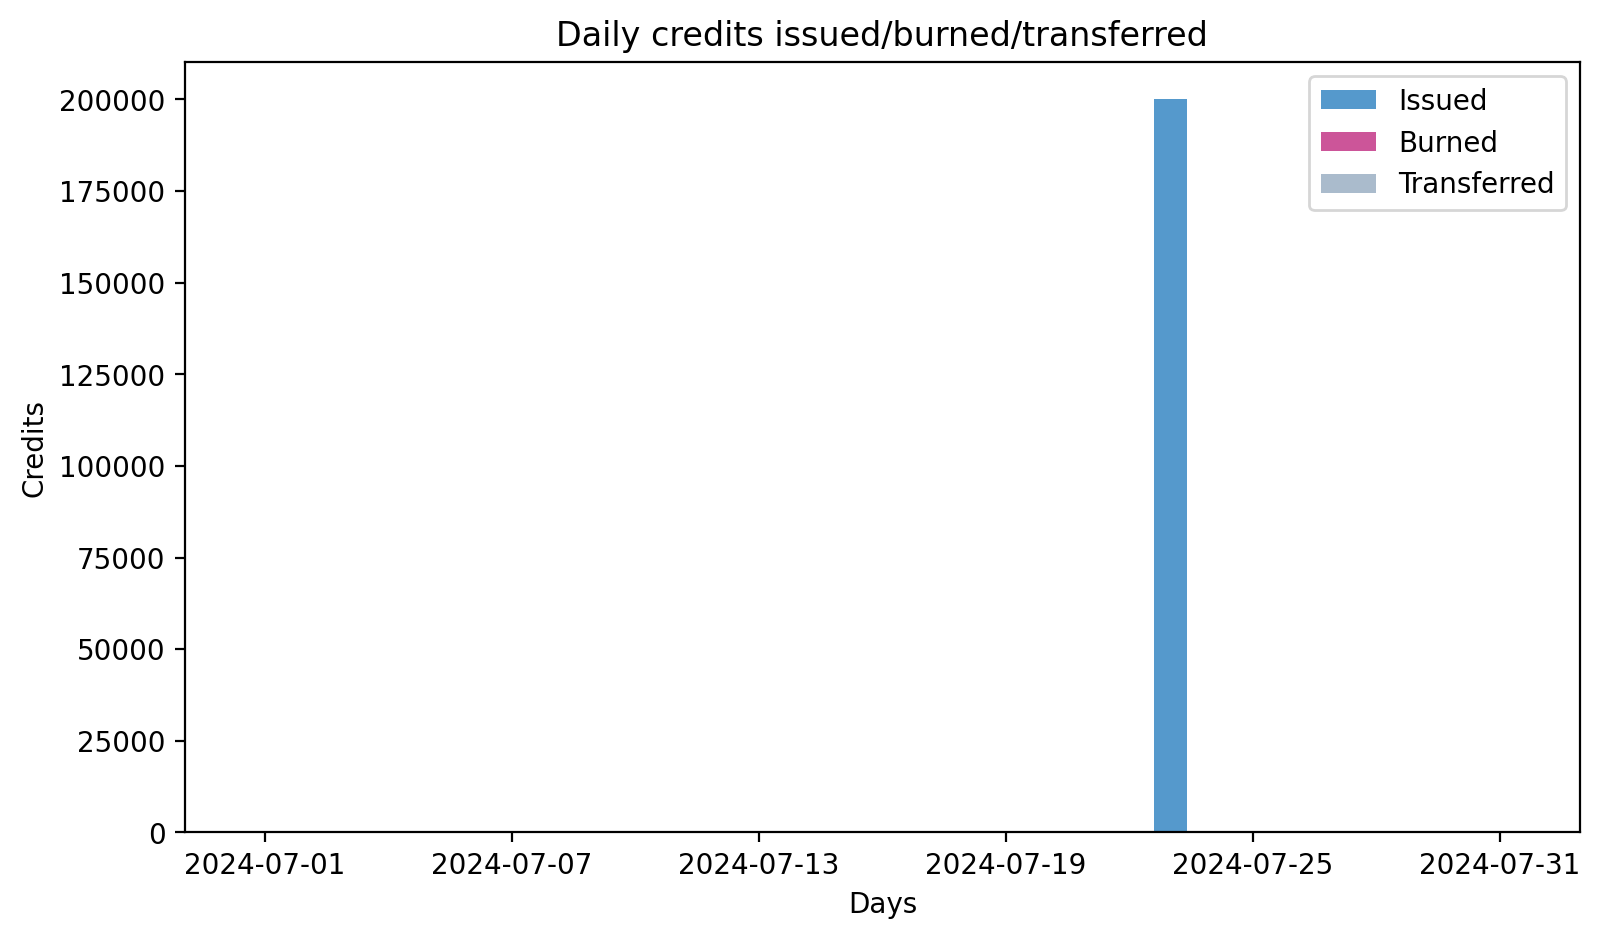 Daily credits issued/burned/transferred
200000
175000
150000
125000
100000
75000
50000
25000
0
Credits
Issued
Burned
Transferred
2024-07-01 2024-07-07 2024-07-13 2024-07-19 2024-07-25 2024-07-31
Days